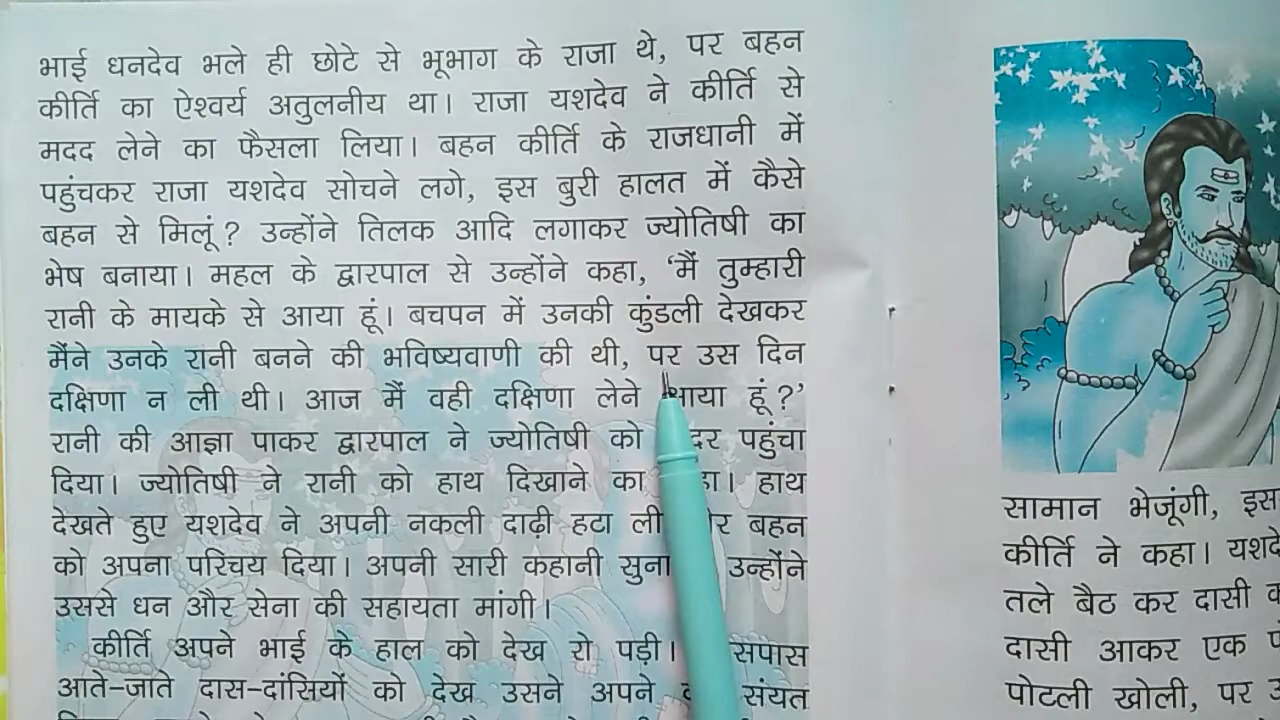 भाई धनदेव भले ही छोटे से भूभाग के राजा थे, पर बहन
कीर्ति का ऐश्वर्य अतुलनीय था। राजा यशदेव ने कीर्ति से
मदद लेने का फैसला लिया। बहन कीर्ति के राजधानी में
पहुंचकर राजा यशदेव सोचने लगे, इस बुरी हालत में कैसे
बहन से मिलूं? उन्होंने तिलक आदि लगाकर ज्योतिषी का
भेष बनाया। महल के द्वारपाल से उन्होंने कहा, ‘मैं तुम्हारी
रानी के मायके से आया हूं। बचपन में उनकी कुंडली देखकर
मैंने उनके रानी बनने की भविष्यवाणी की थी, पर उस दिन
दक्षिणा न ली थी। आज मैं वही दक्षिणा लेने आया हूं?’
रानी की आज्ञा पाकर द्वारपाल ने ज्योतिषी को पहुंचा
दिया। ज्योतिषी ने रानी को हाथ दिखाने का हाथ
देखते हुए यशदेव ने अपनी नकली दाढ़ी हटा ली बहन
को अपना परिचय दिया। अपनी सारी कहानी सुना उन्होंने
उससे धन और सेना की सहायता मांगी।
कीर्ति अपने भाई के हाल को देख रो पड़ी।
आते-जाते दास-दांसियों को देख उसने अपने संयत
सामान भेजूंगी, इस
कीर्ति ने कहा। यशदे
तले बैठ कर दासी
दासी आकर एक
पोटली खोली, पर